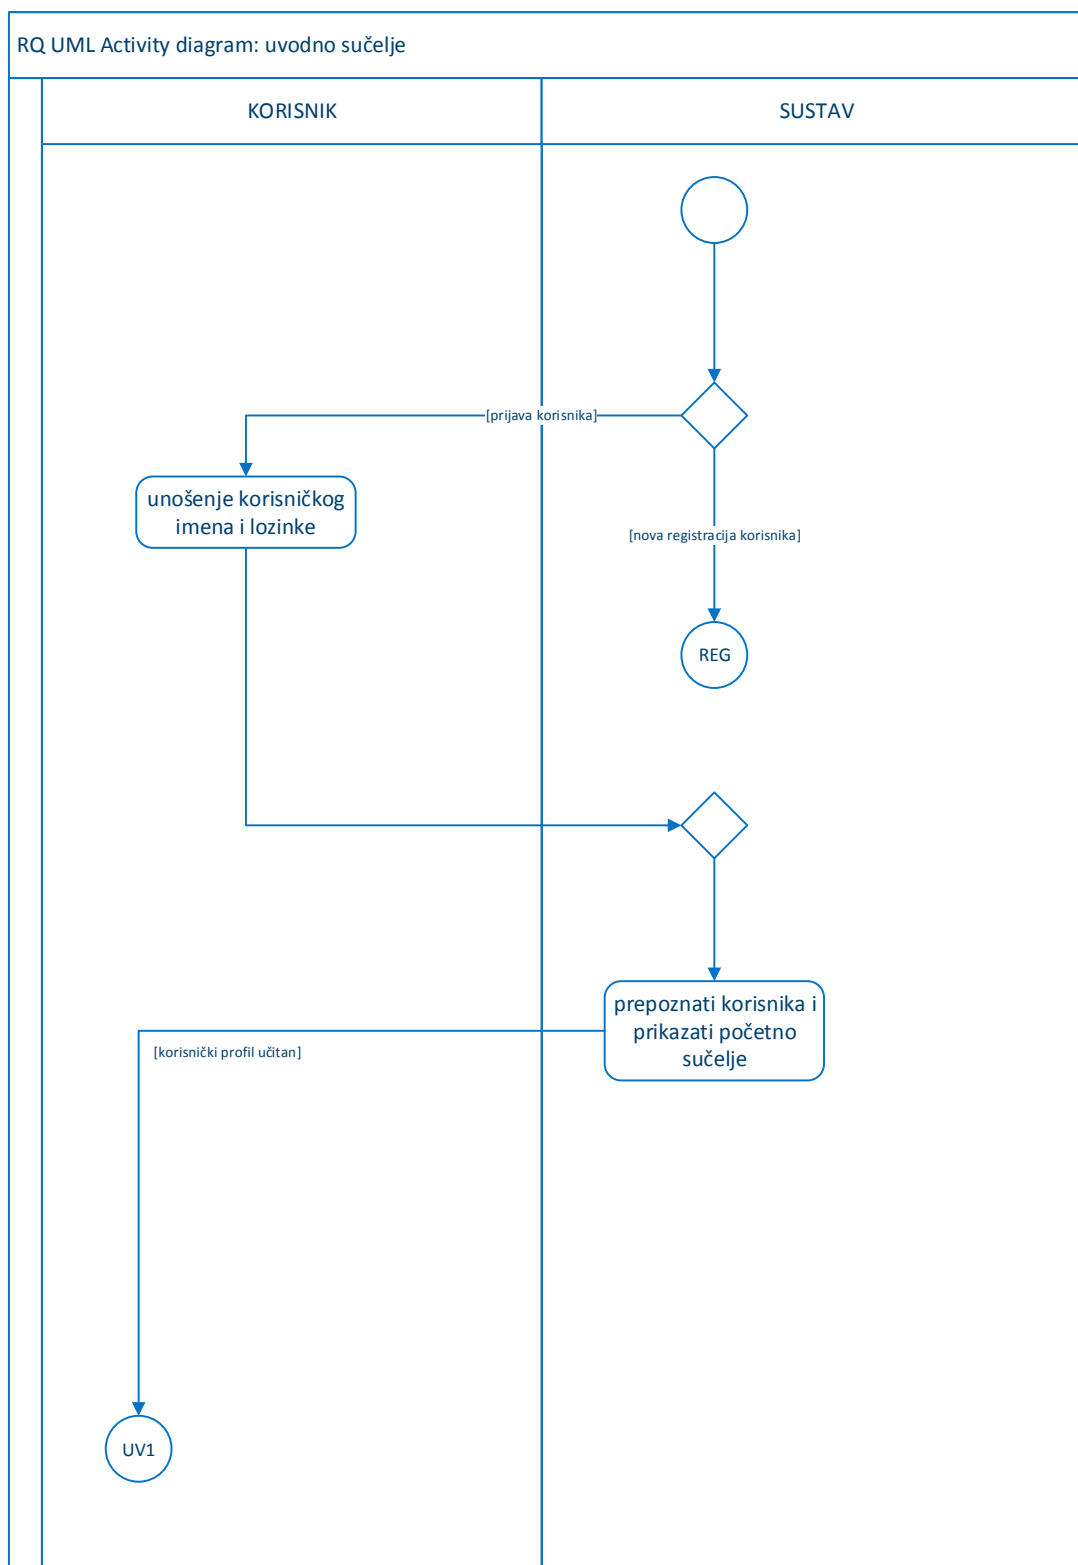 RQ UML Activity diagram: uvodno sučelje
KORISNIK
SUSTAV
[prijava korisnika]
unošenje korisničkog
imena i lozinke
[nova registracija korisnika]
REG
prepoznati korisnika i
prikazati početno
sučelje
[korisnički profil učitan]
UV1